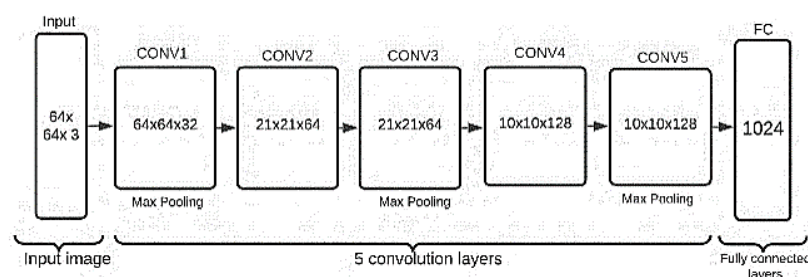 Input
64x
64x 3
CONV1
64x64x32
Max Pooling
CONV2
21x21x64
CONV3
21x21x64
Max Pooling
CONV4
10x10x128
CONV5
10x10x128
Max Pooling
FC
1024
Input image
5 convolution layers
Fully connected
layers